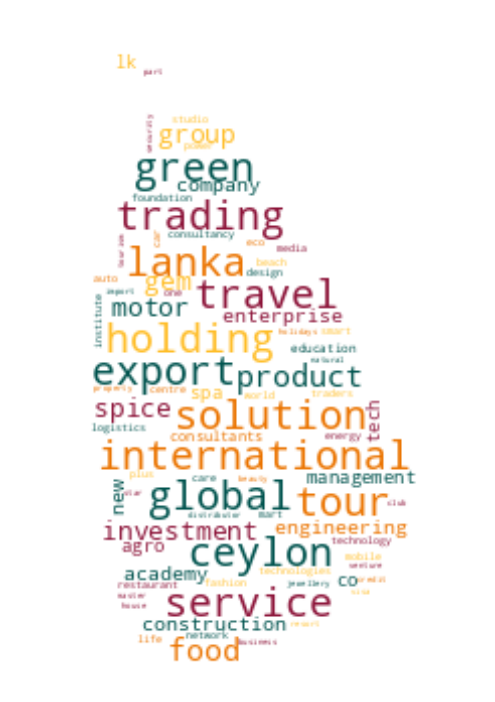 lk
part
security
studio
group
power
green
company
foundation
trading
tourism
car
consultancy
eco
media
lanka
beach
design
auto
gem
import
one
travel
institute
motor
enterprise
holding
holidays
smart
education
natural
export
product
property
centre
spa
world
traders
spice
solution
tech
logistics
consultants
energy
international
plus
care
beauty
management
new
star
global
tour
club
distributor
mart
investment
engineering
agro
ceylon
technology
mobile
venture
academy
technologies
restaurant
fashion
jewellery
co
credit
visa
master
house
service
construction
resort
life
network
business
food